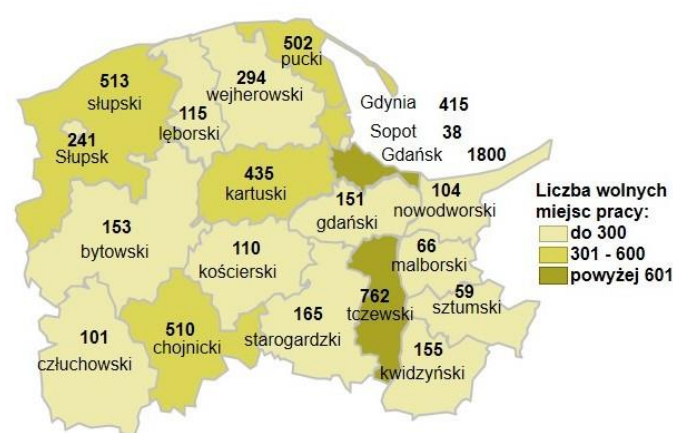 502
pucki
513
słupski
294
wejherowski
115
lęborski
Gdynia 415
Sopot 38
Gdańsk 1800
241
Słupsk
435
kartuski
151
gdański
104
nowodworski
153
bytowski
110
kościerski
66
malborski
762
tczewski
59
sztumski
101
człuchowski
510
chojnicki
165
starogardzki
155
kwidzyński
Liczba wolnych
miejsc pracy:
do 300
301 - 600
powyżej 601